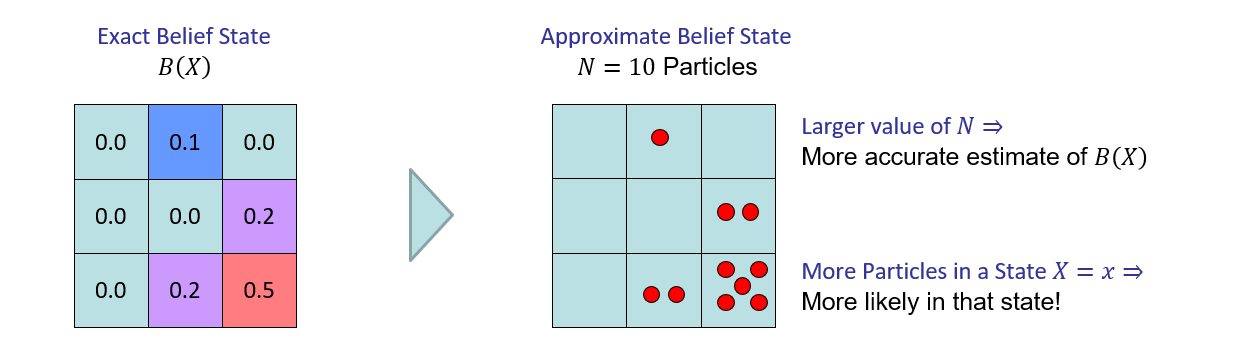 Exact Belief State
B(X)
0.0 0.1 0.0
0.0 0.0 0.2
0.0 0.2 0.5
Approximate Belief State
N = 10 Particles
Larger value of N ⇒
More accurate estimate of B(X)
More Particles in a State X = x ⇒
More likely in that state!